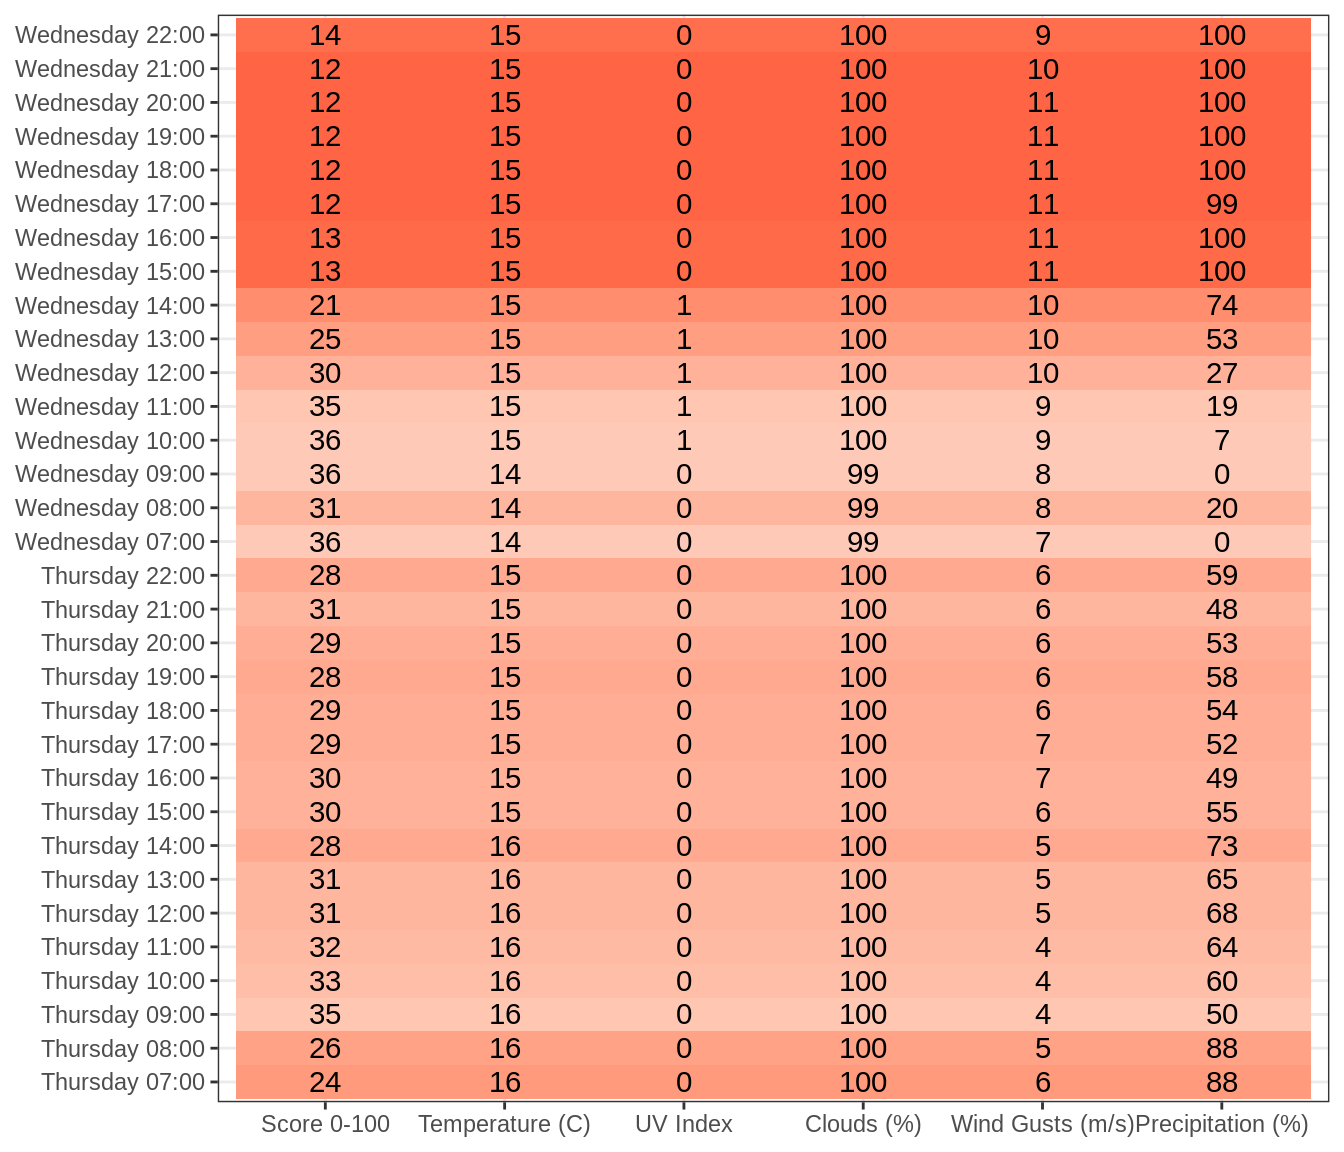 Wednesday 22:00 14 15 0 100 9 100
Wednesday 21:00 12 15 0 100 10 100
Wednesday 20:00 12 15 0 100 11 100
Wednesday 19:00 12 15 0 100 11 100
Wednesday 18:00 12 15 0 100 11 100
Wednesday 17:00 12 15 0 100 11 99
Wednesday 16:00 13 15 0 100 11 100
Wednesday 15:00 13 15 0 100 11 100
Wednesday 14:00 21 15 1 100 10 74
Wednesday 13:00 25 15 1 100 10 53
Wednesday 12:00 30 15 1 100 10 27
Wednesday 11:00 35 15 1 100 9 19
Wednesday 10:00 36 15 1 100 9 7
Wednesday 09:00 36 14 0 99 8 0
Wednesday 08:00 31 14 0 99 8 20
Wednesday 07:00 36 14 0 99 7 0
Thursday 22:00 28 15 0 100 6 59
Thursday 21:00 31 15 0 100 6 48
Thursday 20:00 29 15 0 100 6 53
Thursday 19:00 28 15 0 100 6 58
Thursday 18:00 29 15 0 100 6 54
Thursday 17:00 29 15 0 100 7 52
Thursday 16:00 30 15 0 100 7 49
Thursday 15:00 30 15 0 100 6 55
Thursday 14:00 28 16 0 100 5 73
Thursday 13:00 31 16 0 100 5 65
Thursday 12:00 31 16 0 100 5 68
Thursday 11:00 32 16 0 100 4 64
Thursday 10:00 33 16 0 100 4 60
Thursday 09:00 35 16 0 100 4 50
Thursday 08:00 26 16 0 100 5 88
Thursday 07:00 24 16 0 100 6 88
Score 0-100 Temperature (C) UV Index Clouds (%) Wind Gusts (m/s) Precipitation (%)